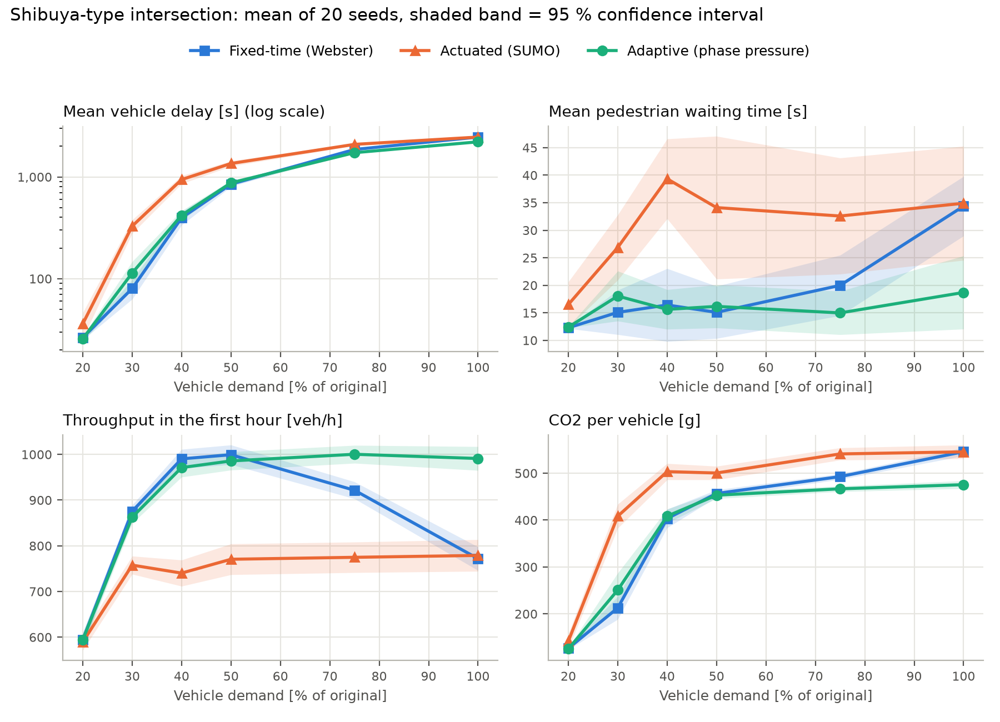 Shibuya-type intersection: mean of 20 seeds, shaded band = 95 % confidence interval
Fixed-time (Webster) Actuated (SUMO) Adaptive (phase pressure)
Mean vehicle delay [s] (log scale)
1,000
100
20 30 40 50 60 70 80 90 100
Vehicle demand [% of original]
Mean pedestrian waiting time [s]
45
40
35
30
25
20
15
10
20 30 40 50 60 70 80 90 100
Vehicle demand [% of original]
Throughput in the first hour [veh/h]
1000
900
800
700
600
20 30 40 50 60 70 80 90 100
Vehicle demand [% of original]
CO2 per vehicle [g]
500
400
300
200
20 30 40 50 60 70 80 90 100
Vehicle demand [% of original]